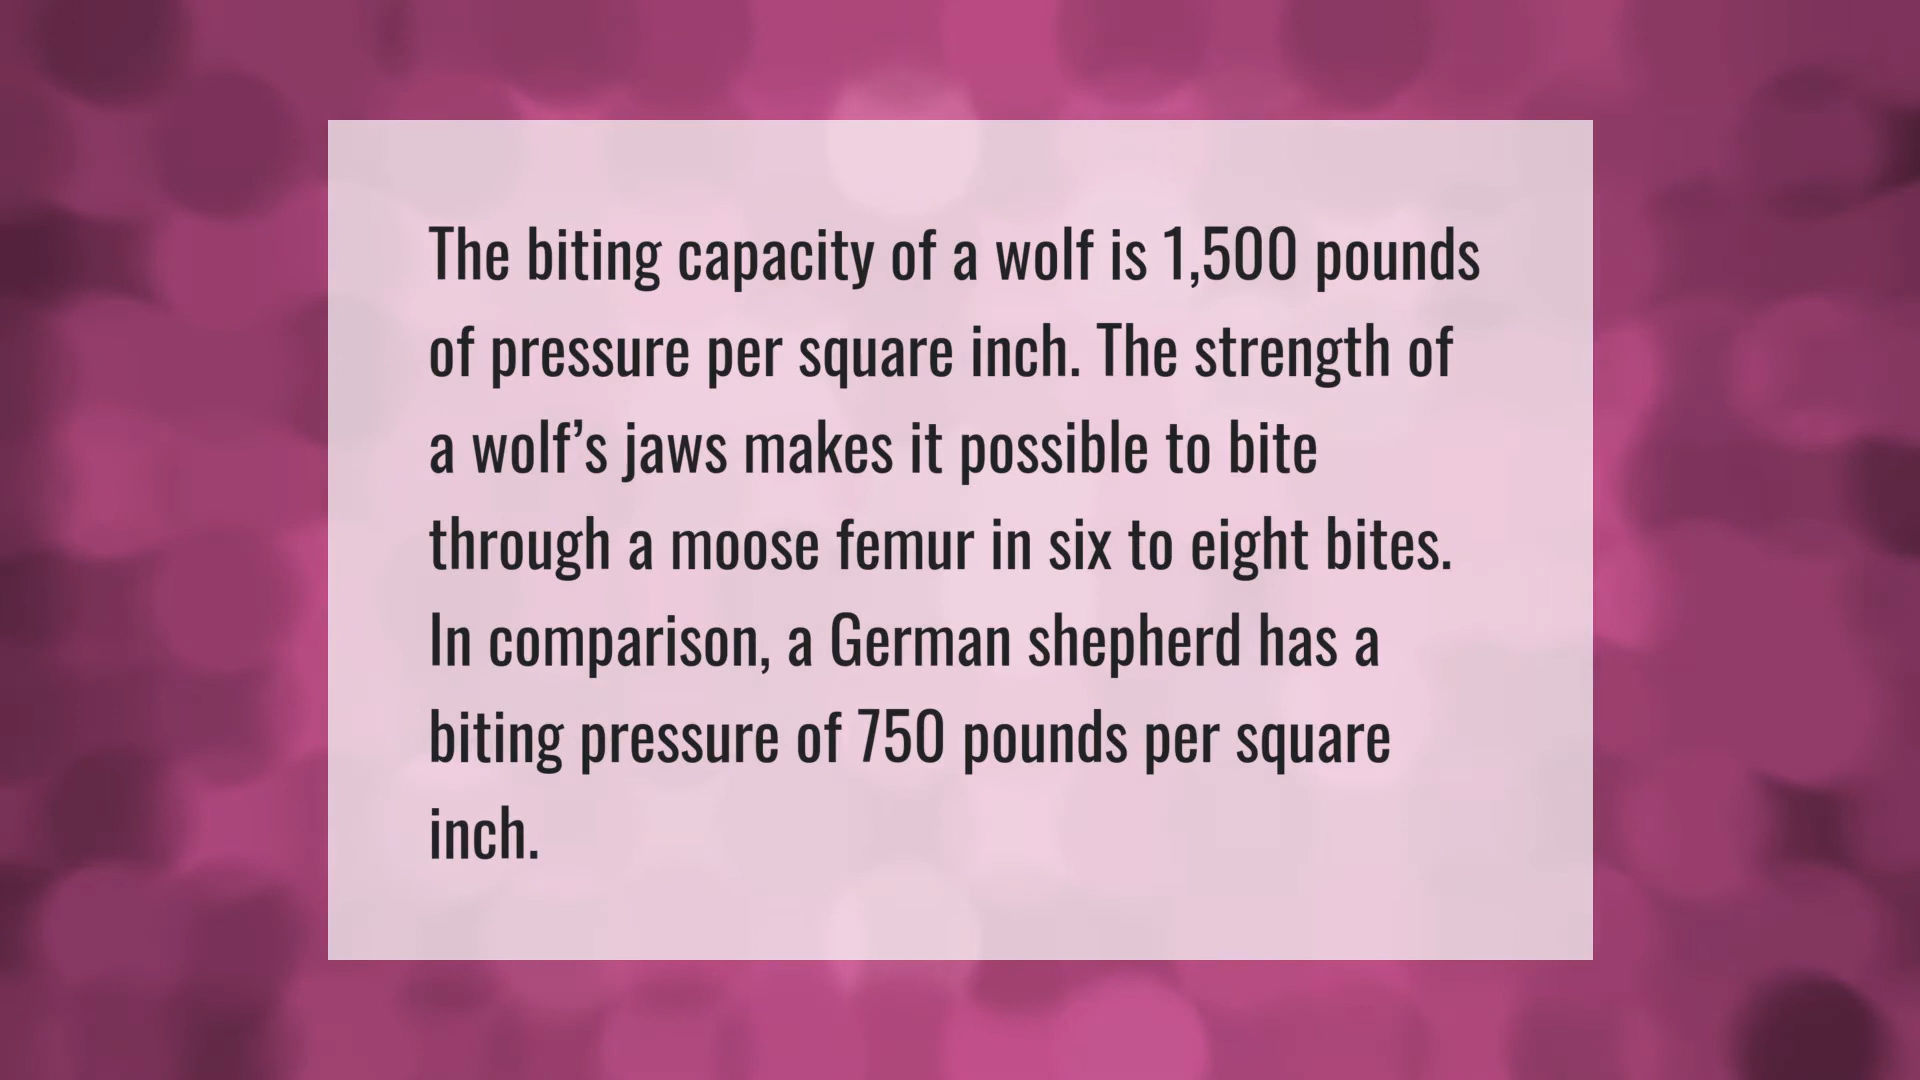 The biting capacity of a wolf is 1,500 pounds
of pressure per square inch. The strength of
a wolf’s jaws makes it possible to bite
through a moose femur in six to eight bites.
In comparison, a German shepherd has a
biting pressure of 750 pounds per square
inch.